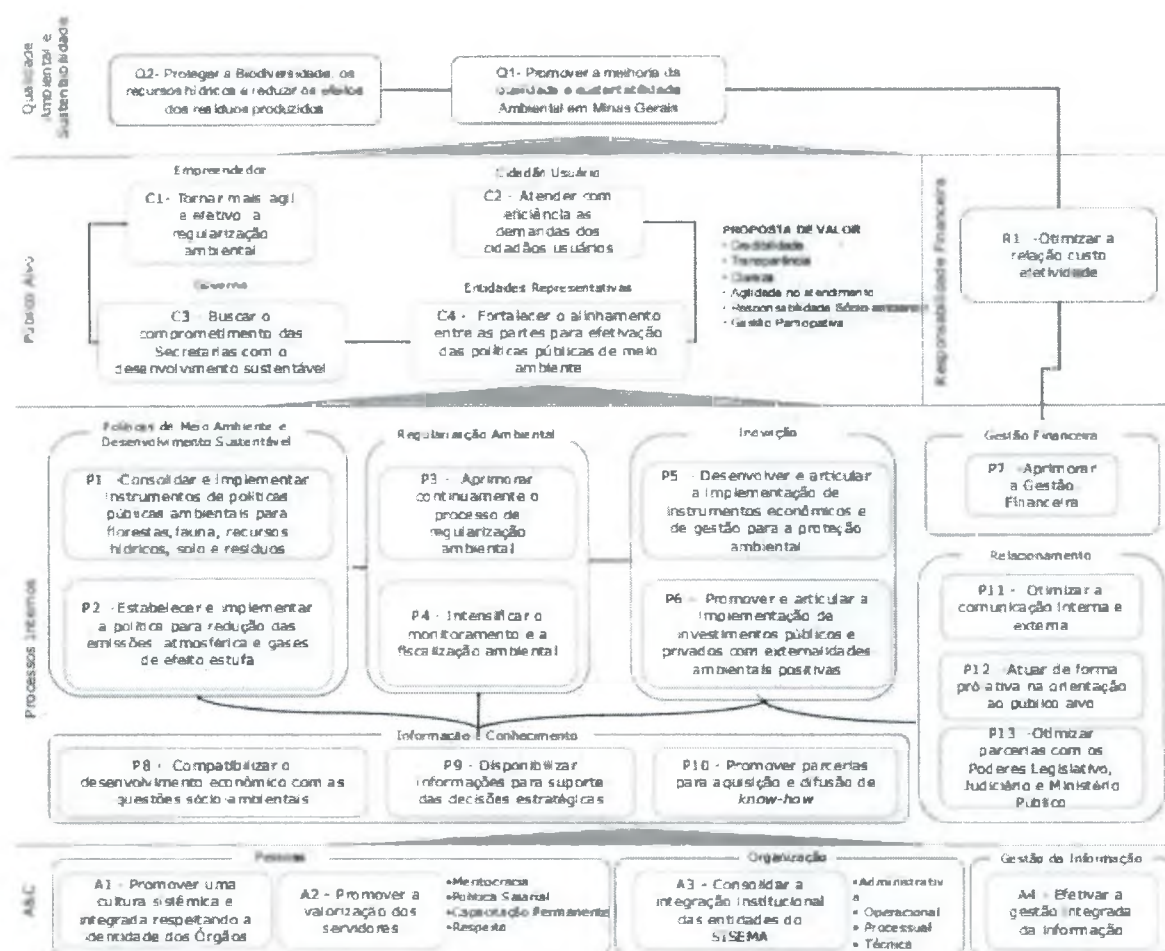 Qualidade
Ambiental e
Sustentabilidade
Q2- Proteger a Biodiversidade, os
recursos hídricos e reduzir os efeitos
dos resíduos produzidos
Q1- Promover a melhoria da
qualidade e sustentabilidade
Ambiental em Minas Gerais
Público Alvo
Empreendedor
C1- Tornar mais ágil
e efetivo a
regularização
ambiental
Cidadão Usuário
C2 - Atender com
eficiência as
demandas dos
cidadãos usuários
Governo
C3 - Buscar o
comprometimento das
Secretarias com o
desenvolvimento sustentável
Entidades Representativas
C4 - Fortalecer o alinhamento
entre as partes para efetivação
das políticas públicas de meio
ambiente
PROPOSTA DE VALOR
• Credibilidade
• Transparência
• Clareza
• Agilidade no atendimento
• Responsabilidade Sócio-ambiental
• Gestão Participativa
Responsabilidade Financeira
R1 -Otimizar a
relação custo
efetividade
Processos Internos
Políticas de Meio Ambiente e
Desenvolvimento Sustentável
P1 -Consolidar e implementar
instrumentos de políticas
públicas ambientais para
florestas, fauna, recursos
hídricos, solo e resíduos
P2 - Estabelecer e implementar
a política para redução das
emissões atmosférica e gases
de efeito estufa
Regularização Ambiental
P3 - Aprimorar
continuamente o
processo de
regularização
ambiental
P4 - Intensificar o
monitoramento e a
fiscalização ambiental
Inovação
P5 - Desenvolver e articular
a implementação de
instrumentos econômicos e
de gestão para a proteção
ambiental
P6 - Promover e articular a
implementação de
investimentos públicos e
privados com externalidades
ambientais positivas
Gestão Financeira
P7 - Aprimorar
a Gestão
Financeira
Relacionamento
P11 - Otimizar a
comunicação interna e
externa
P12 - Atuar de forma
pró ativa na orientação
ao público alvo
P13 -Otimizar
parcerias com os
Poderes Legislativo,
Judiciário e Ministério
Público
Informação Conhecimento
P8 - Compatibilizar o
desenvolvimento econômico com as
questões sócio-ambientais
P9 - Disponibilizar
informações para suporte
das decisões estratégicas
P10 - Promover parcerias
para aquisição e difusão de
know-how
A&C
Pessoas
A1 - Promover uma
cultura sistêmica e
integrada respeitando a
identidade dos Órgãos
A2 - Promover a
valorização dos
servidores
•Meritocracia
•Política Salarial
•Capacitação Permanente
•Respeito
Organização
A3 - Consolidar a
integração institucional
das entidades do
SISEMA
•Administrativ
a
• Operacional
• Processual
• Técnica
Gestão da Informação
A4 - Efetivar a
gestão integrada
da informação